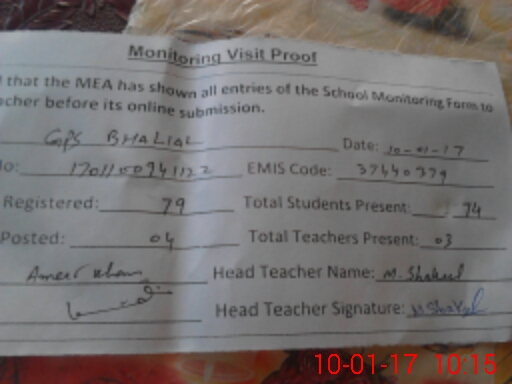 Monitoring Visit Proof
that the MEA has shown all entries of the School Monitoring Form to
acher before its online submission.
GPS BHALIAL Date: 10-01-17
No: EMIS Code: 37440379
Registered: 79 Total Students Present: 74
Posted: 04 Total Teachers Present: 03
Ameer Head Teacher Name: M. Shakeel
Head Teacher Signature:
10-01-17 10:15